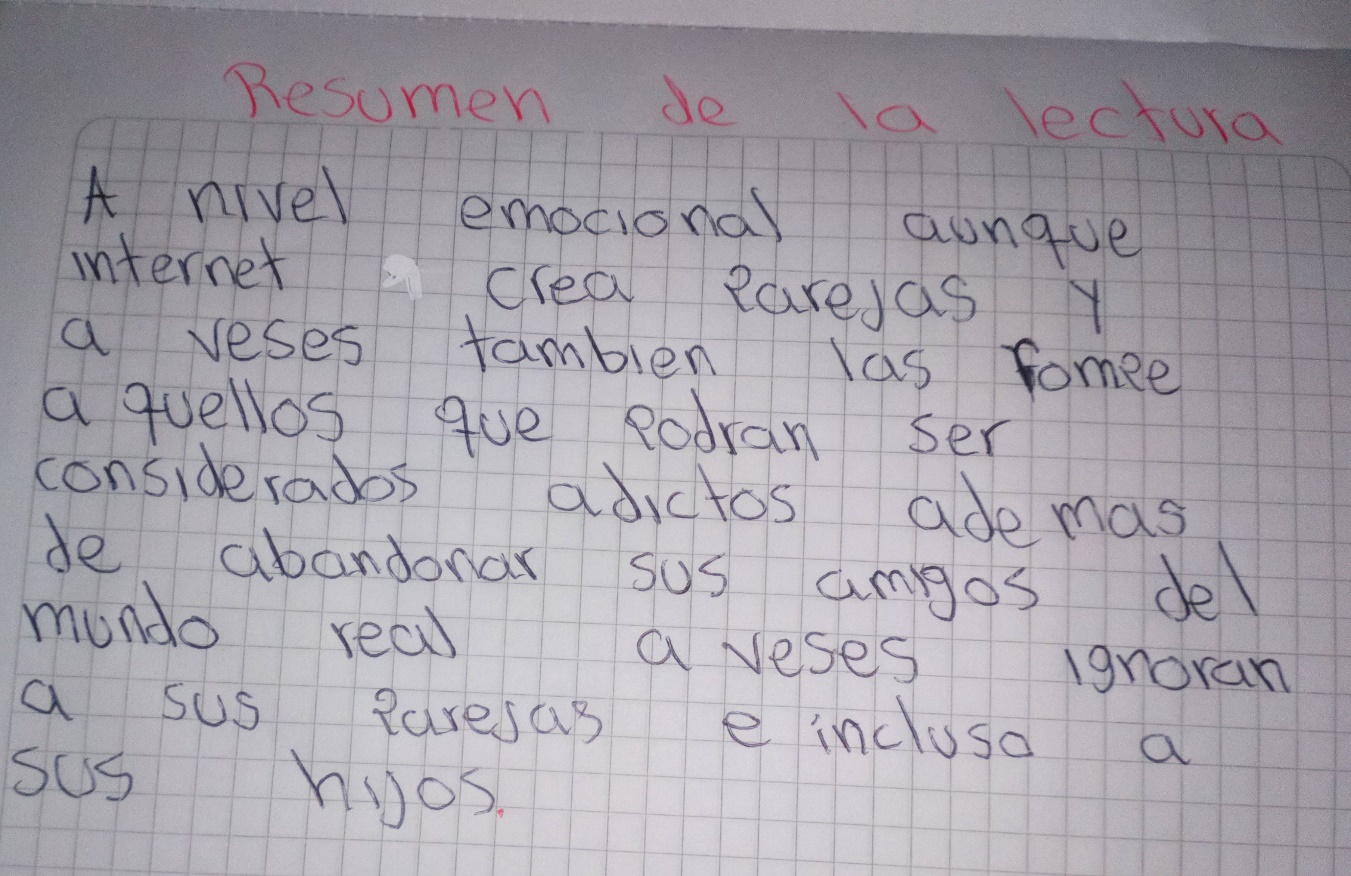 Resumen de la lectura
A nivel emocional aunque
internet crea parejas y
a veses tambien las rompe
a quellos que podran ser
considerados adictos ademas
de abandonar sus amigos del
mundo real a veses ignoran
a sus parejas e incluso a
sus hijos.